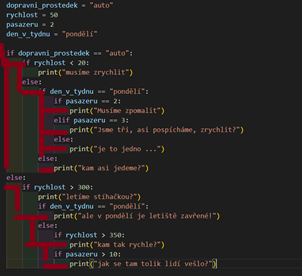 dopravni_prostedek = "auto"
rychlost = 50
pasazeru = 2
den_v_tydnu = "pondělí"
if dopravni_prostedek == "auto":
if rychlost < 20:
print("musíme zrychlit")
else:
if den_v_tydnu == "pondělí":
if pasazeru == 2:
print("Musíme zpomalit")
elif pasazeru == 3:
print("Jsme tři, asi pospícháme, zrychlit?")
else:
print("je to jedno ...")
else:
print("kam asi jedeme?")
else:
if rychlost > 300:
print("letíme stíhačkou?")
if den_v_tydnu == "pondělí":
print("ale v pondělí je letiště zavřené!")
else:
if rychlost > 350:
print("kam tak rychle?")
if pasazeru > 10:
print("jak se tam tolik lidí vešlo?")